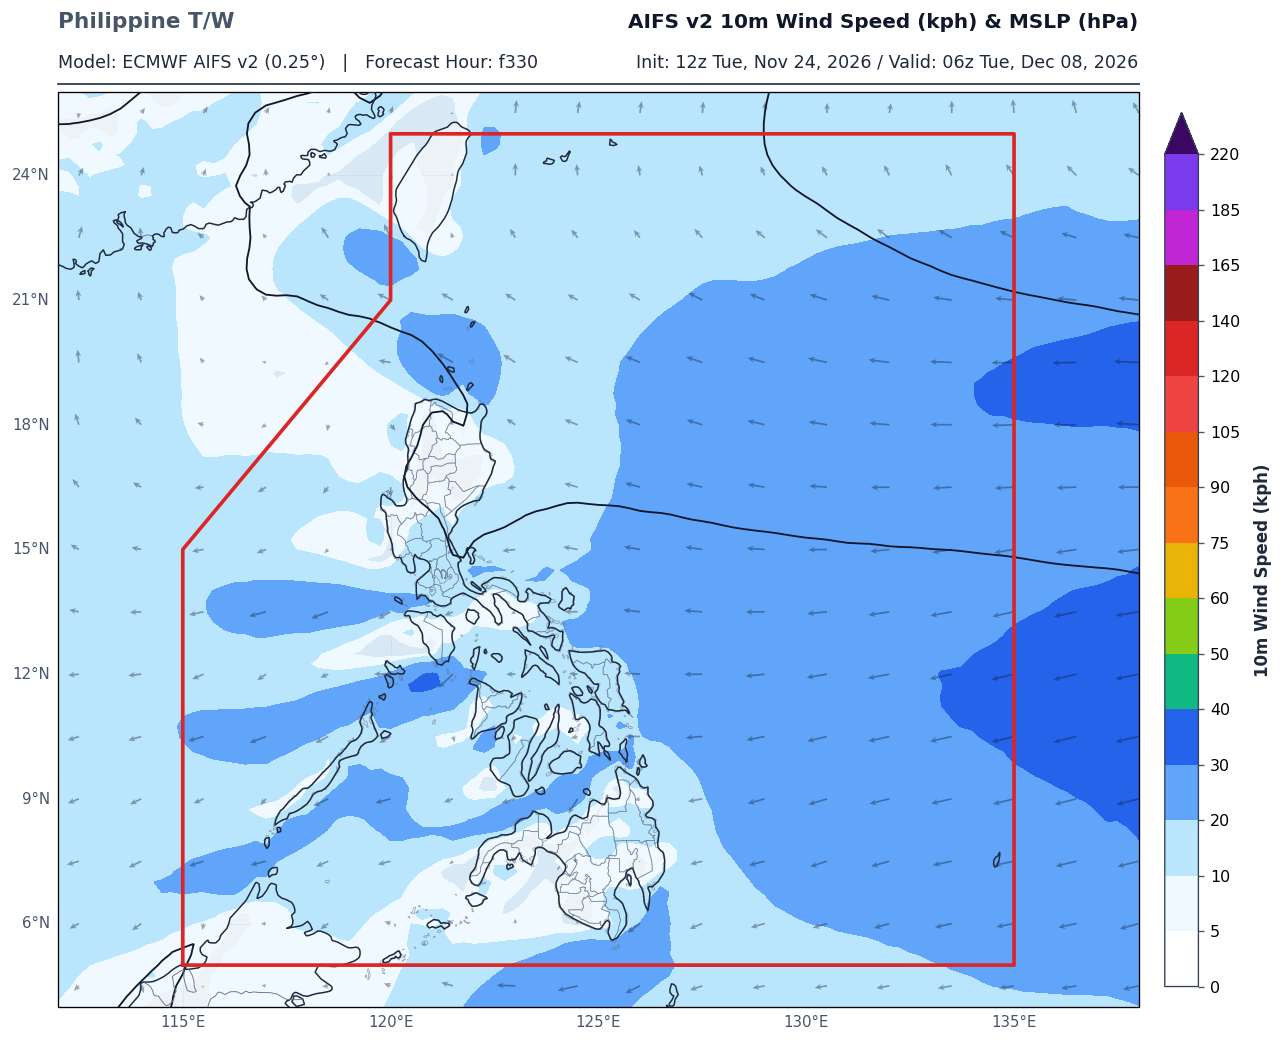 Philippine T/W
AIFS v2 10m Wind Speed (kph) & MSLP (hPa)
Model: ECMWF AIFS v2 (0.25°) | Forecast Hour: f330
Init: 12z Tue, Nov 24, 2026 / Valid: 06z Tue, Dec 08, 2026
24°N
21°N
18°N
15°N
12°N
9°N
6°N
115°E
120°E
125°E
130°E
135°E
220
185
165
140
120
105
90
75
60
50
40
30
20
10
5
0
10m Wind Speed (kph)